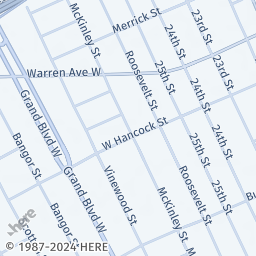 Merrick St
McKinley St
23rd St
24th St
Warren Ave W
Roosevelt St
25th St
24th St
23rd St
Grand Blvd W
W Hancock St
Bangor St
25th St
24th St
Grand Blvd W
Vinewood St
McKinley St
Roosevelt St
25th St
Bangor St
here
© 1987-2024 HERE